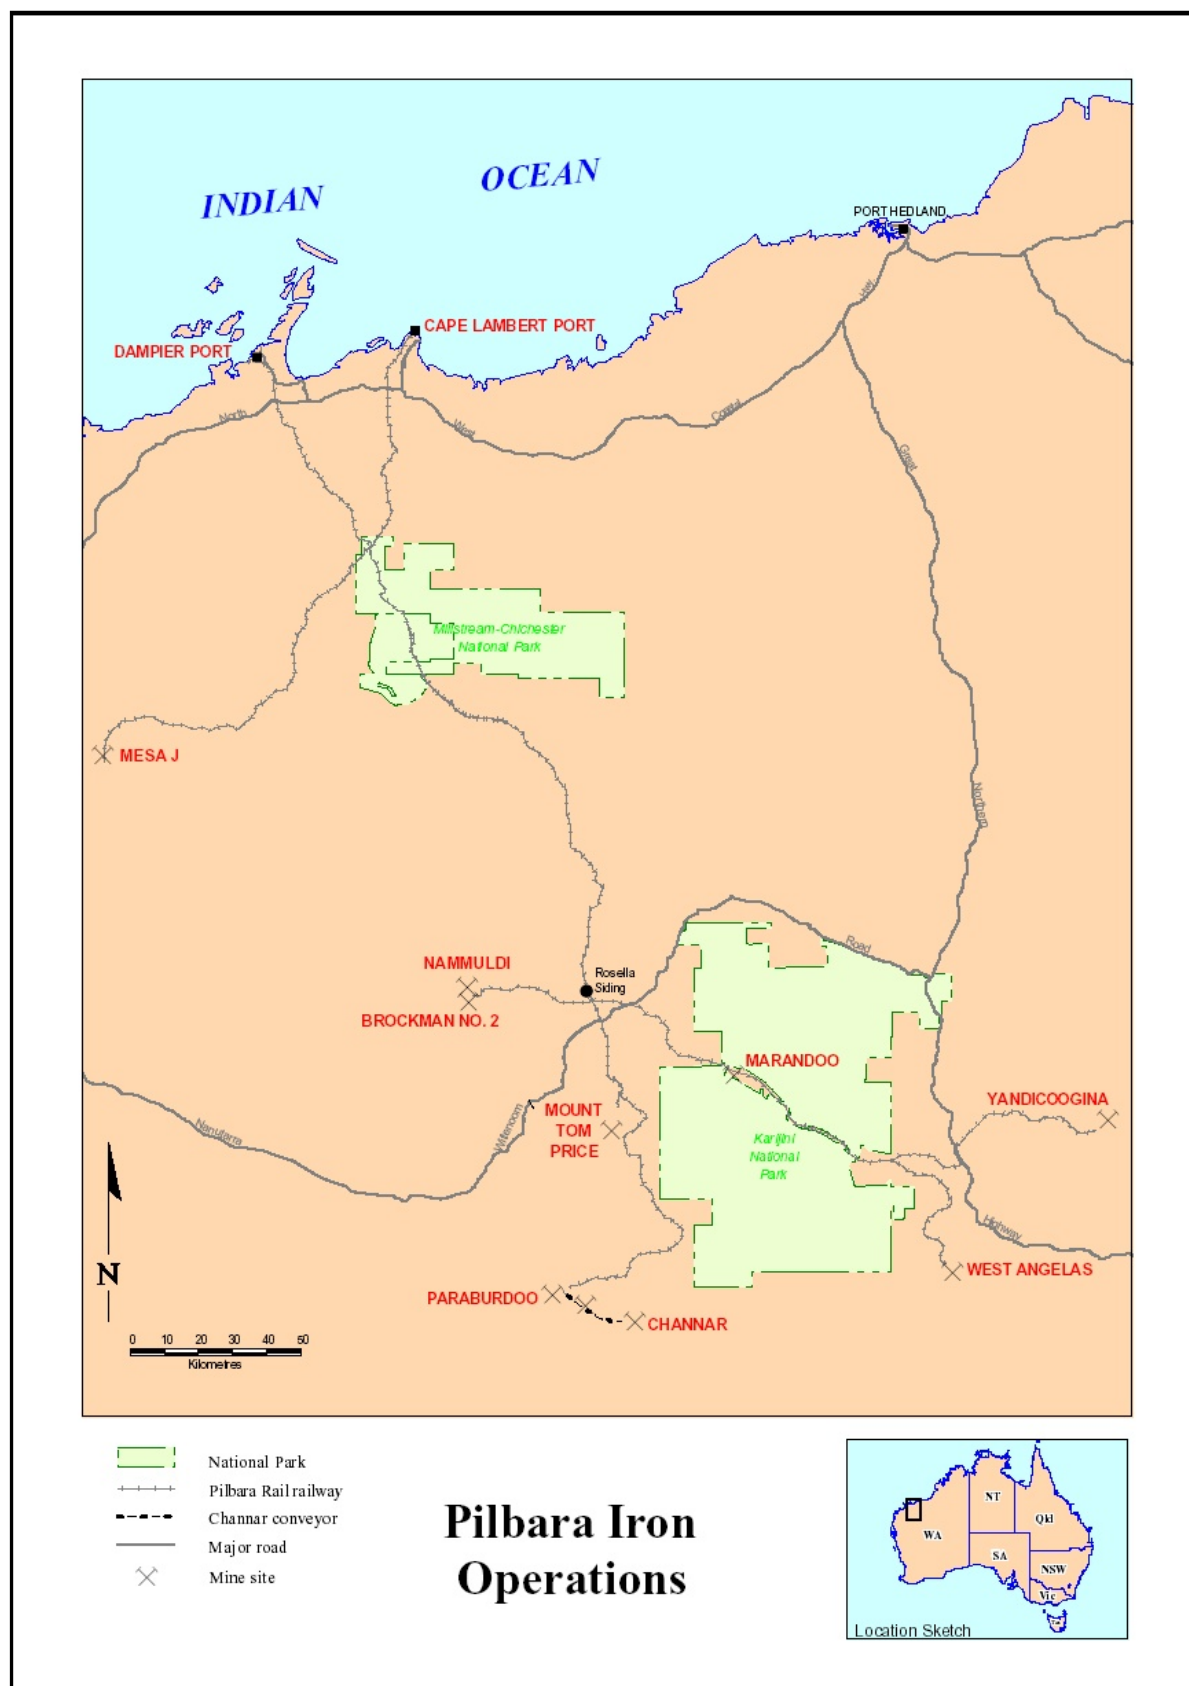 INDIAN
OCEAN
PORT HEDLAND
CAPE LAMBERT PORT
DAMPIER PORT
Hwy
North
West
Coastal
Great
Millstream-Chichester
National Park
MESA J
Northern
Road
NAMMULDI
Rosella
Siding
BROCKMAN NO. 2
MARANDOO
YANDICOOGINA
MOUNT
TOM
PRICE
Nanutarra
Wittenoom
Karijini
National
Park
Highway
WEST ANGELAS
N
PARABURDOO
CHANNAR
0 10 20 30 40 50
Kilometres
National Park
Pilbara Rail railway
Channar conveyor
Major road
Mine site
Pilbara Iron
Operations
NT
Qld
WA
SA
NSW
Vic
Location Sketch